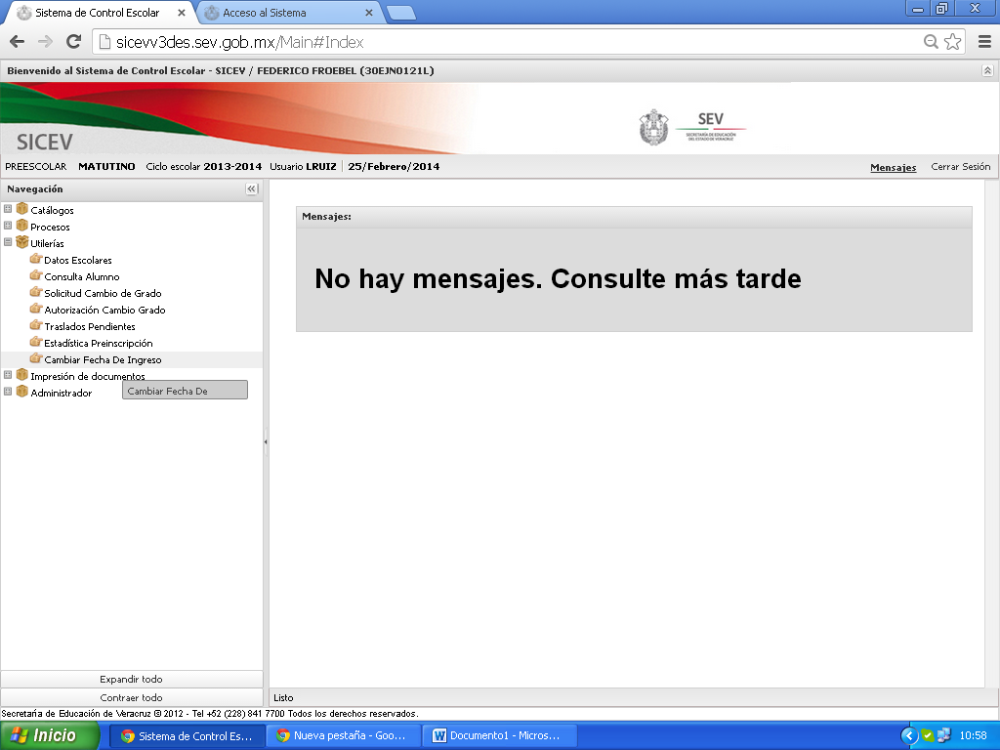 Sistema de Control Escolar
Acceso al Sistema
sicevv3des.sev.gob.mx/Main#Index
Bienvenido al Sistema de Control Escolar - SICEV / FEDERICO FROEBEL (30EJN0121L)
SICEV
SEV
SECRETARÍA DE EDUCACIÓN
DEL ESTADO DE VERACRUZ
PREESCOLAR MATUTINO Ciclo escolar 2013-2014 Usuario LRUIZ 25/Febrero/2014 Mensajes Cerrar Sesión
Navegación
Catálogos
Procesos
Utilerías
Datos Escolares
Consulta Alumno
Solicitud Cambio de Grado
Autorización Cambio Grado
Traslados Pendientes
Estadística Preinscripción
Cambiar Fecha De Ingreso
Impresión de documentos
Administrador
Cambiar Fecha De
Mensajes:
No hay mensajes. Consulte más tarde
Expandir todo
Contraer todo
Listo
Secretaría de Educación de Veracruz © 2012 - Tel +52 (228) 841 7700 Todos los derechos reservados.
Inicio
Sistema de Control Es...
Nueva pestaña - Goo...
Documento1 - Micros...
10:58